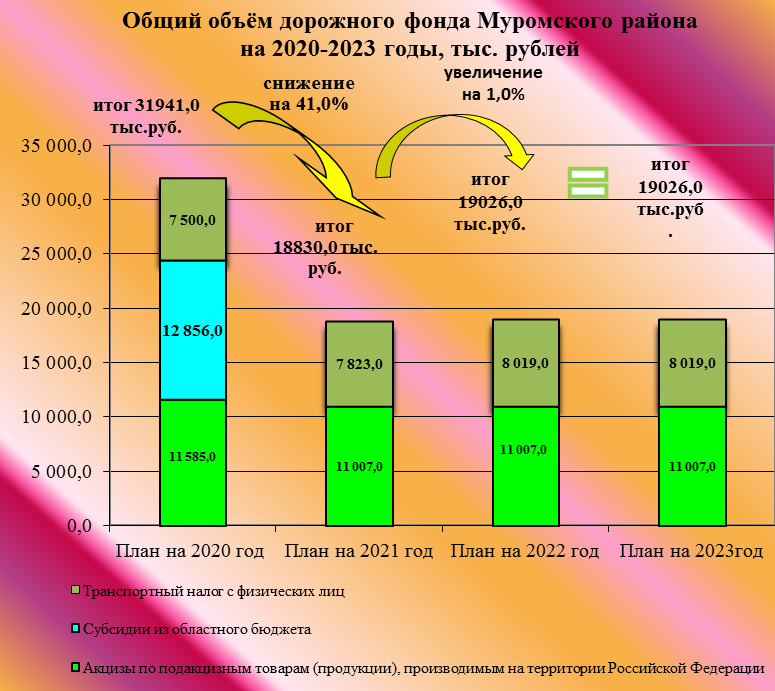 Общий объём дорожного фонда Муромского района
на 2020-2023 годы, тыс. рублей
итог 31941,0
тыс.руб.
снижение
на 41,0%
увеличение
на 1,0%
итог
18830,0 тыс.
руб.
итог
19026,0
тыс.руб.
итог
19026,0
тыс.руб
.
35 000,0
30 000,0
25 000,0
20 000,0
15 000,0
10 000,0
5 000,0
0,0
7 500,0
12 856,0
11 585,0
7 823,0
11 007,0
8 019,0
11 007,0
8 019,0
11 007,0
План на 2020 год
План на 2021 год
План на 2022 год
План на 2023год
Транспортный налог с физических лиц
Субсидии из областного бюджета
Акцизы по подакцизным товарам (продукции), производимым на территории Российской Федерации